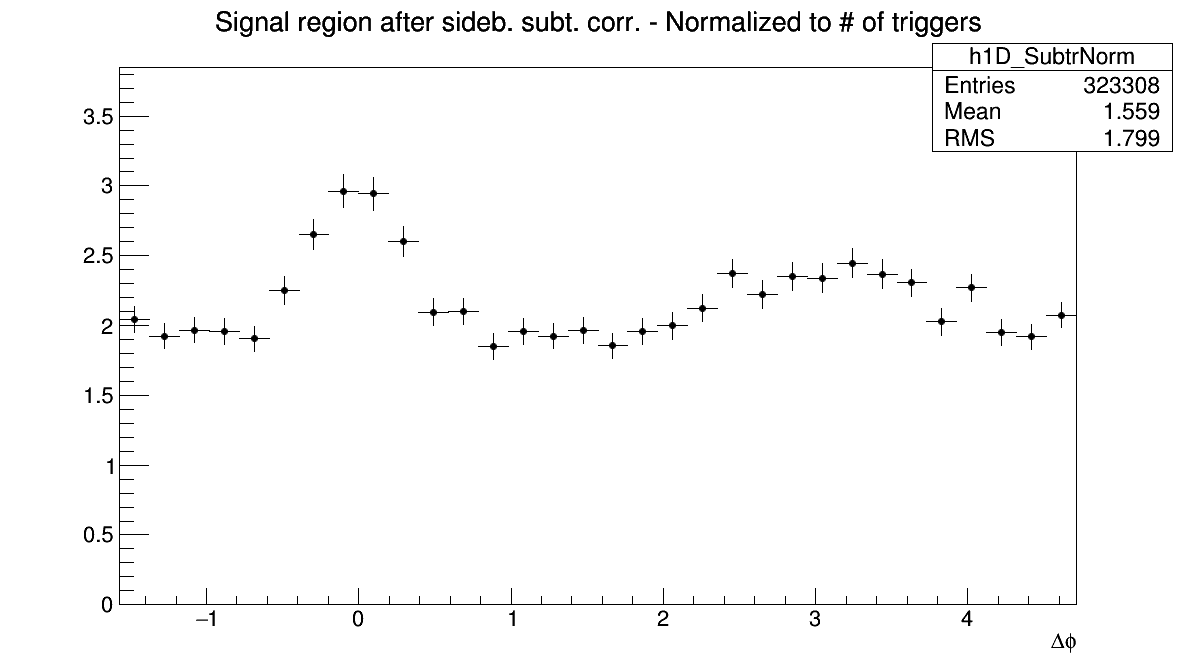 Signal region after sideb. subt. corr. - Normalized to # of triggers
h1D_SubtrNorm
Entries 323308
Mean 1.559
RMS 1.799
3.5
3
2.5
2
1.5
1
0.5
0
−1 0 1 2 3 4
Δϕ